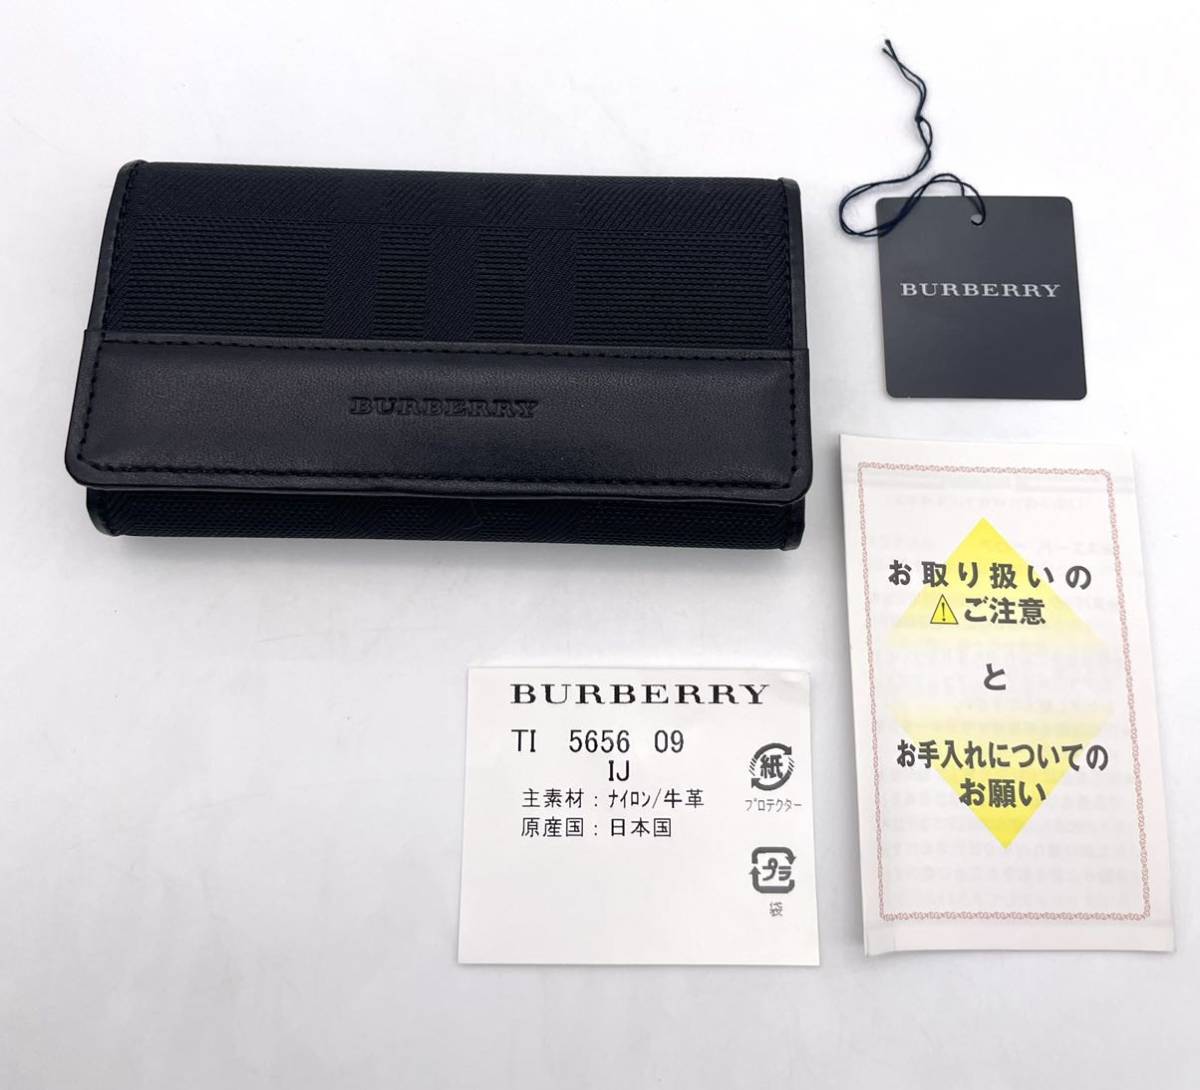 BURBERRY
BURBERRY
お取り扱いの
ご注意
と
お手入れについての
お願い
BURBERRY
TI 5656 09
IJ
主素材：ﾅｲﾛﾝ/牛革
原産国：日本国
紙
ﾌﾟﾛﾃｸﾀｰ
プラ
袋